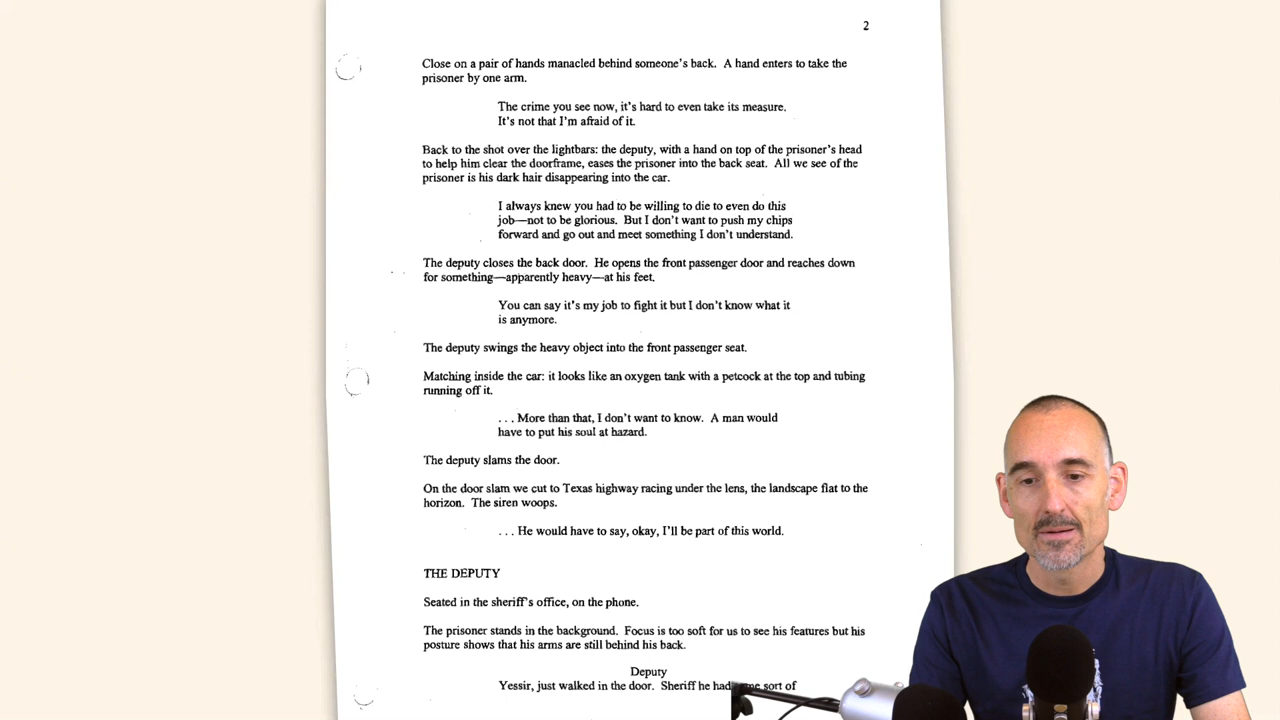 2
Close on a pair of hands manacled behind someone's back. A hand enters to take the
prisoner by one arm.
The crime you see now, it's hard to even take its measure.
It's not that I'm afraid of it.
Back to the shot over the lightbars: the deputy, with a hand on top of the prisoner's head
to help him clear the doorframe, eases the prisoner into the back seat. All we see of the
prisoner is his dark hair disappearing into the car.
I always knew you had to be willing to die to even do this
job—not to be glorious. But I don't want to push my chips
forward and go out and meet something I don't understand.
The deputy closes the back door. He opens the front passenger door and reaches down
for something—apparently heavy—at his feet.
You can say it's my job to fight it but I don't know what it
is anymore.
The deputy swings the heavy object into the front passenger seat.
Matching inside the car: it looks like an oxygen tank with a petcock at the top and tubing
running off it.
. . . More than that, I don't want to know. A man would
have to put his soul at hazard.
The deputy slams the door.
On the door slam we cut to Texas highway racing under the lens, the landscape flat to the
horizon. The siren woops.
. . . He would have to say, okay, I'll be part of this world.
THE DEPUTY
Seated in the sheriff's office, on the phone.
The prisoner stands in the background. Focus is too soft for us to see his features but his
posture shows that his arms are still behind his back.
Deputy
Yessir, just walked in the door. Sheriff he had sort of